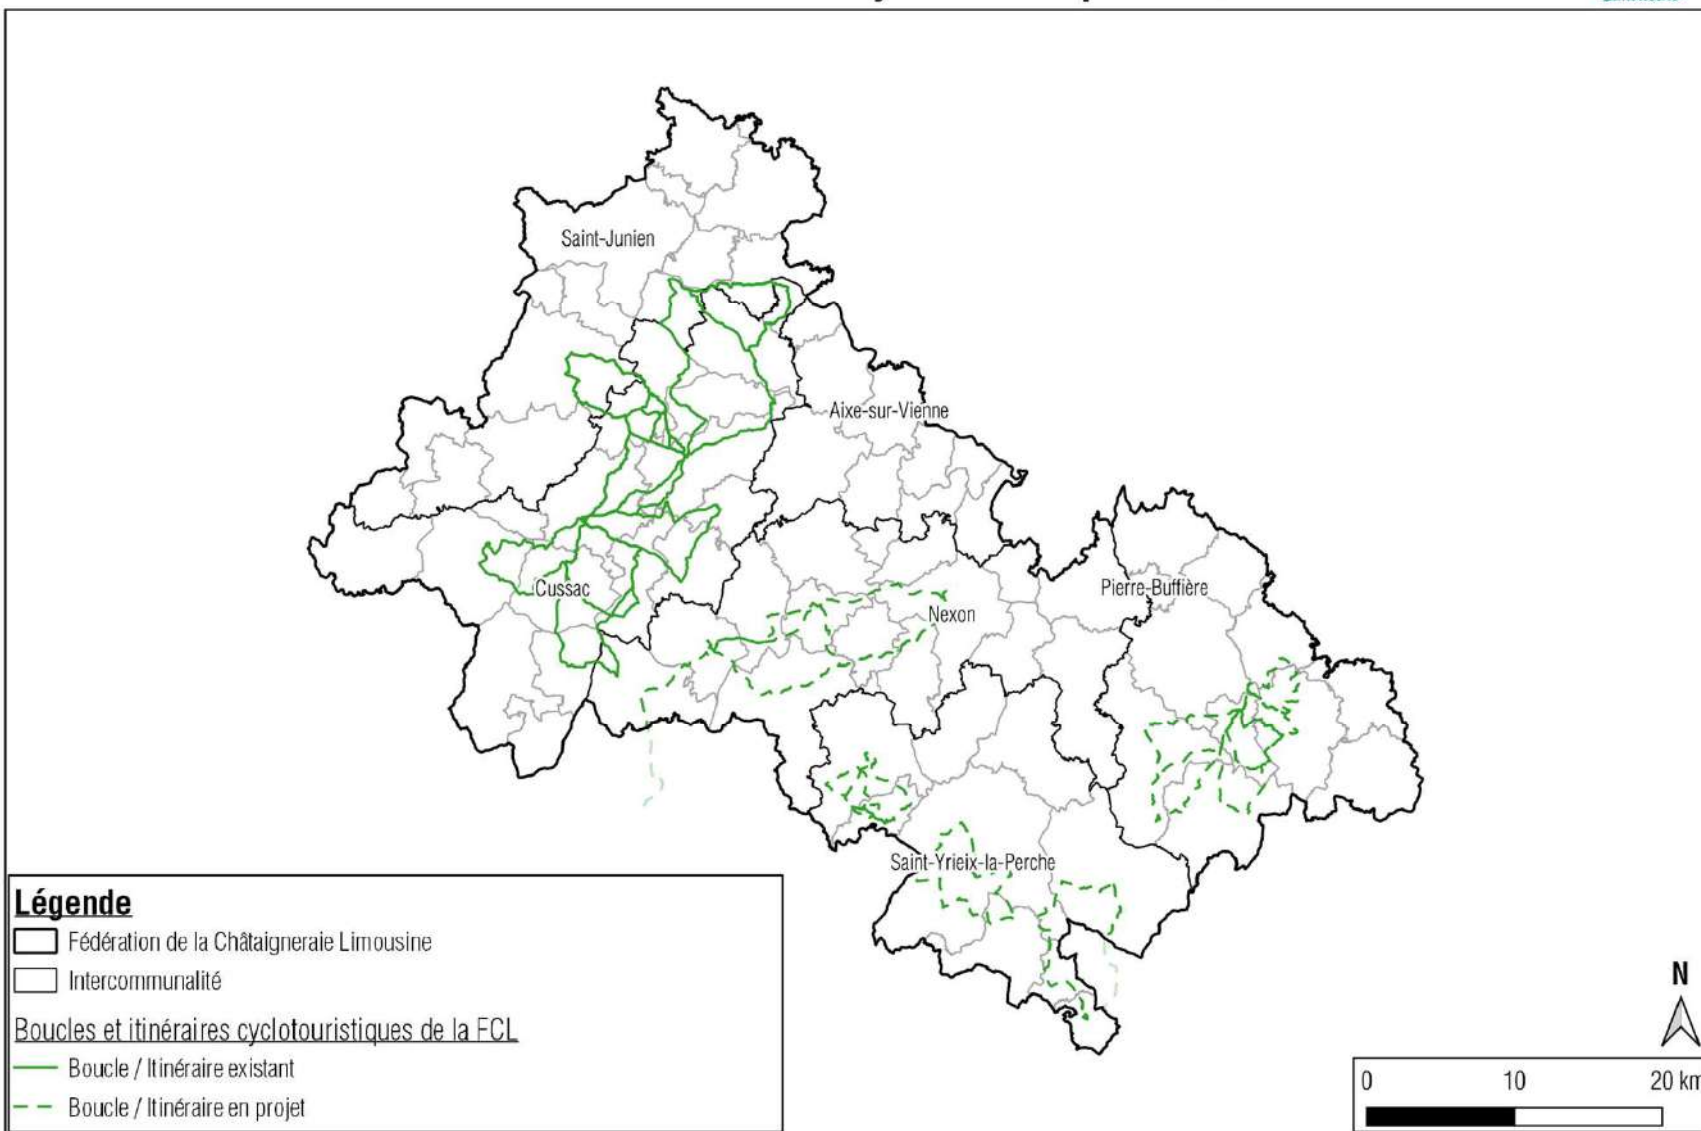 Saint-Junien
Aixe-sur-Vienne
Pierre-Buffière
Cussac
Nexon
Saint-Yrieix-la-Perche
Légende
Fédération de la Châtaigneraie Limousine
Intercommunalité
Boucles et itinéraires cyclotouristiques de la FCL
Boucle / Itinéraire existant
Boucle / Itinéraire en projet
N
0 10 20 km